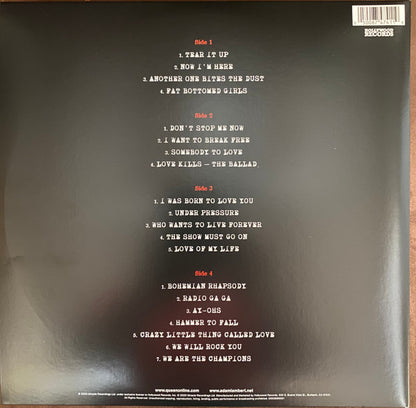 HOLLYWOOD
RECORDS
Side 1
1. TEAR IT UP
2. NOW I'M HERE
3. ANOTHER ONE BITES THE DUST
4. FAT BOTTOMED GIRLS
Side 2
1. DON'T STOP ME NOW
2. I WANT TO BREAK FREE
3. SOMEBODY TO LOVE
4. LOVE KILLS – THE BALLAD
Side 3
1. I WAS BORN TO LOVE YOU
2. UNDER PRESSURE
3. WHO WANTS TO LIVE FOREVER
4. THE SHOW MUST GO ON
5. LOVE OF MY LIFE
Side 4
1. BOHEMIAN RHAPSODY
2. RADIO GA GA
3. AY-OHS
4. HAMMER TO FALL
5. CRAZY LITTLE THING CALLED LOVE
6. WE WILL ROCK YOU
7. WE ARE THE CHAMPIONS
www.queenonline.com www.adamlambert.net